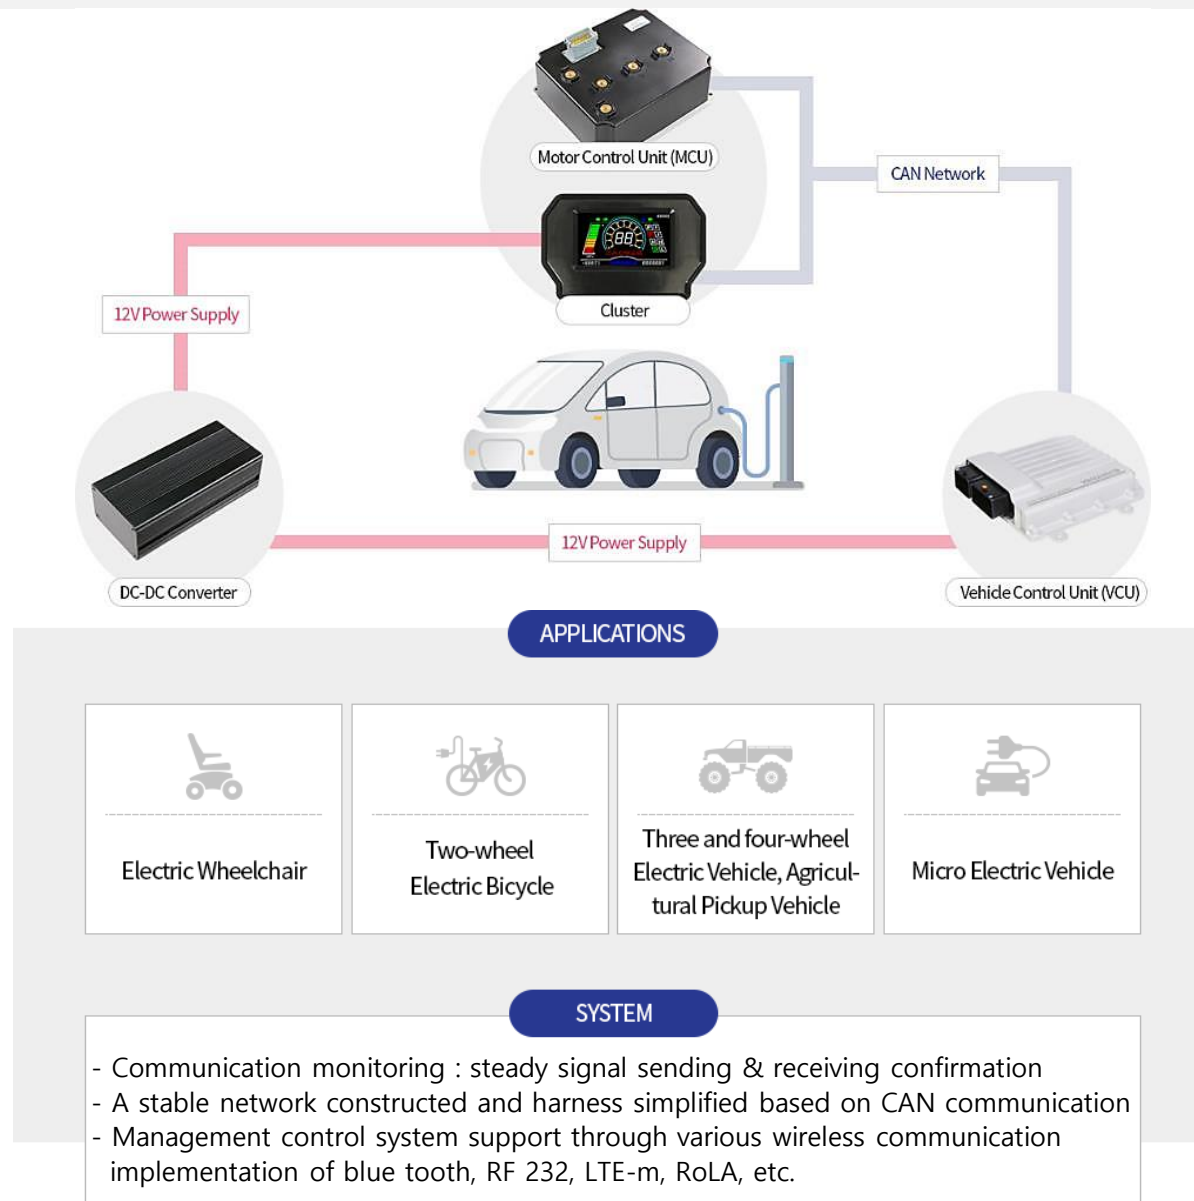 Motor Control Unit (MCU)
CAN Network
88
Cluster
12V Power Supply
12V Power Supply
DC-DC Converter
Vehicle Control Unit (VCU)
APPLICATIONS
Electric Wheelchair
Two-wheel
Electric Bicycle
Three and four-wheel
Electric Vehicle, Agricul-
tural Pickup Vehicle
Micro Electric Vehicle
SYSTEM
- Communication monitoring : steady signal sending & receiving confirmation
- A stable network constructed and harness simplified based on CAN communication
- Management control system support through various wireless communication
implementation of blue tooth, RF 232, LTE-m, RoLA, etc.